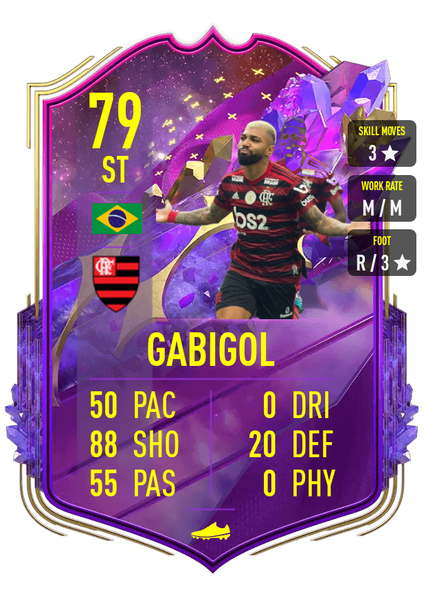 79
ST
SKILL MOVES
3 ★
WORK RATE
M / M
FOOT
R / 3 ★
BS2
GABIGOL
50 PAC
0 DRI
88 SHO
20 DEF
55 PAS
0 PHY